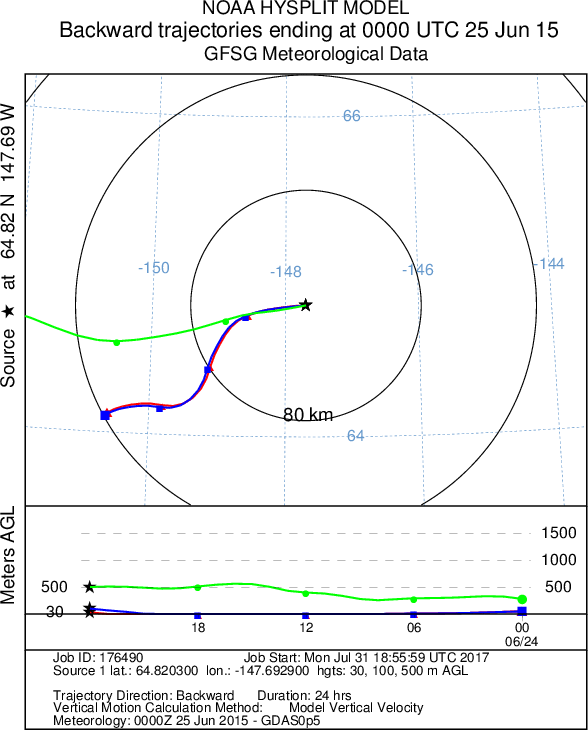 NOAA HYSPLIT MODEL
Backward trajectories ending at 0000 UTC 25 Jun 15
GFSG Meteorological Data
Source ★ at 64.82 N 147.69 W
66
-150
-148
-146
-144
80 km
64
Meters AGL
1500
1000
500
500
30
18
12
06
00
06/24
Job ID: 176490 Job Start: Mon Jul 31 18:55:59 UTC 2017
Source 1 lat.: 64.820300 lon.: -147.692900 hgts: 30, 100, 500 m AGL
Trajectory Direction: Backward Duration: 24 hrs
Vertical Motion Calculation Method: Model Vertical Velocity
Meteorology: 0000Z 25 Jun 2015 - GDAS0p5